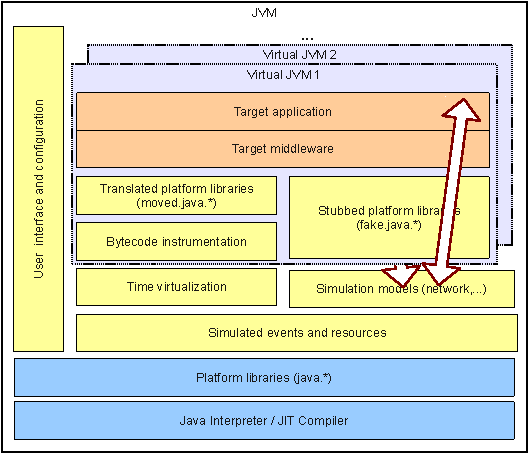 JVM
...
Virtual JVM 2
Virtual JVM 1
Target application
Target middleware
User interface and configuration
Translated platform libraries
(moved.java.*)
Stubbed platform libraries
(fake.java.*)
Bytecode instrumentation
Time virtualization
Simulation models (network,...)
Simulated events and resources
Platform libraries (java.*)
Java Interpreter / JIT Compiler